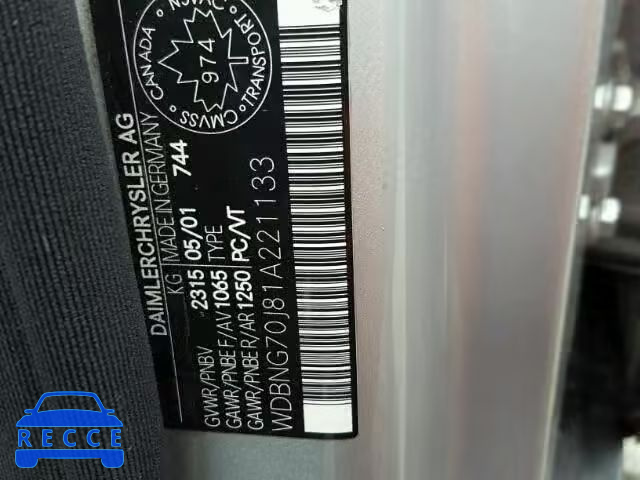 DAIMLERCHRYSLER AG
KG MADE IN GERMANY
05/01 744
GVWR/PNBV 2315
GAWR/PNBE F/AV 1065 TYPE
GAWR/PNBE R/AR 1250 PC/VT
WDBNG70J81A221133
CANADA
974
CMVSS
TRANSPORT
RECCE